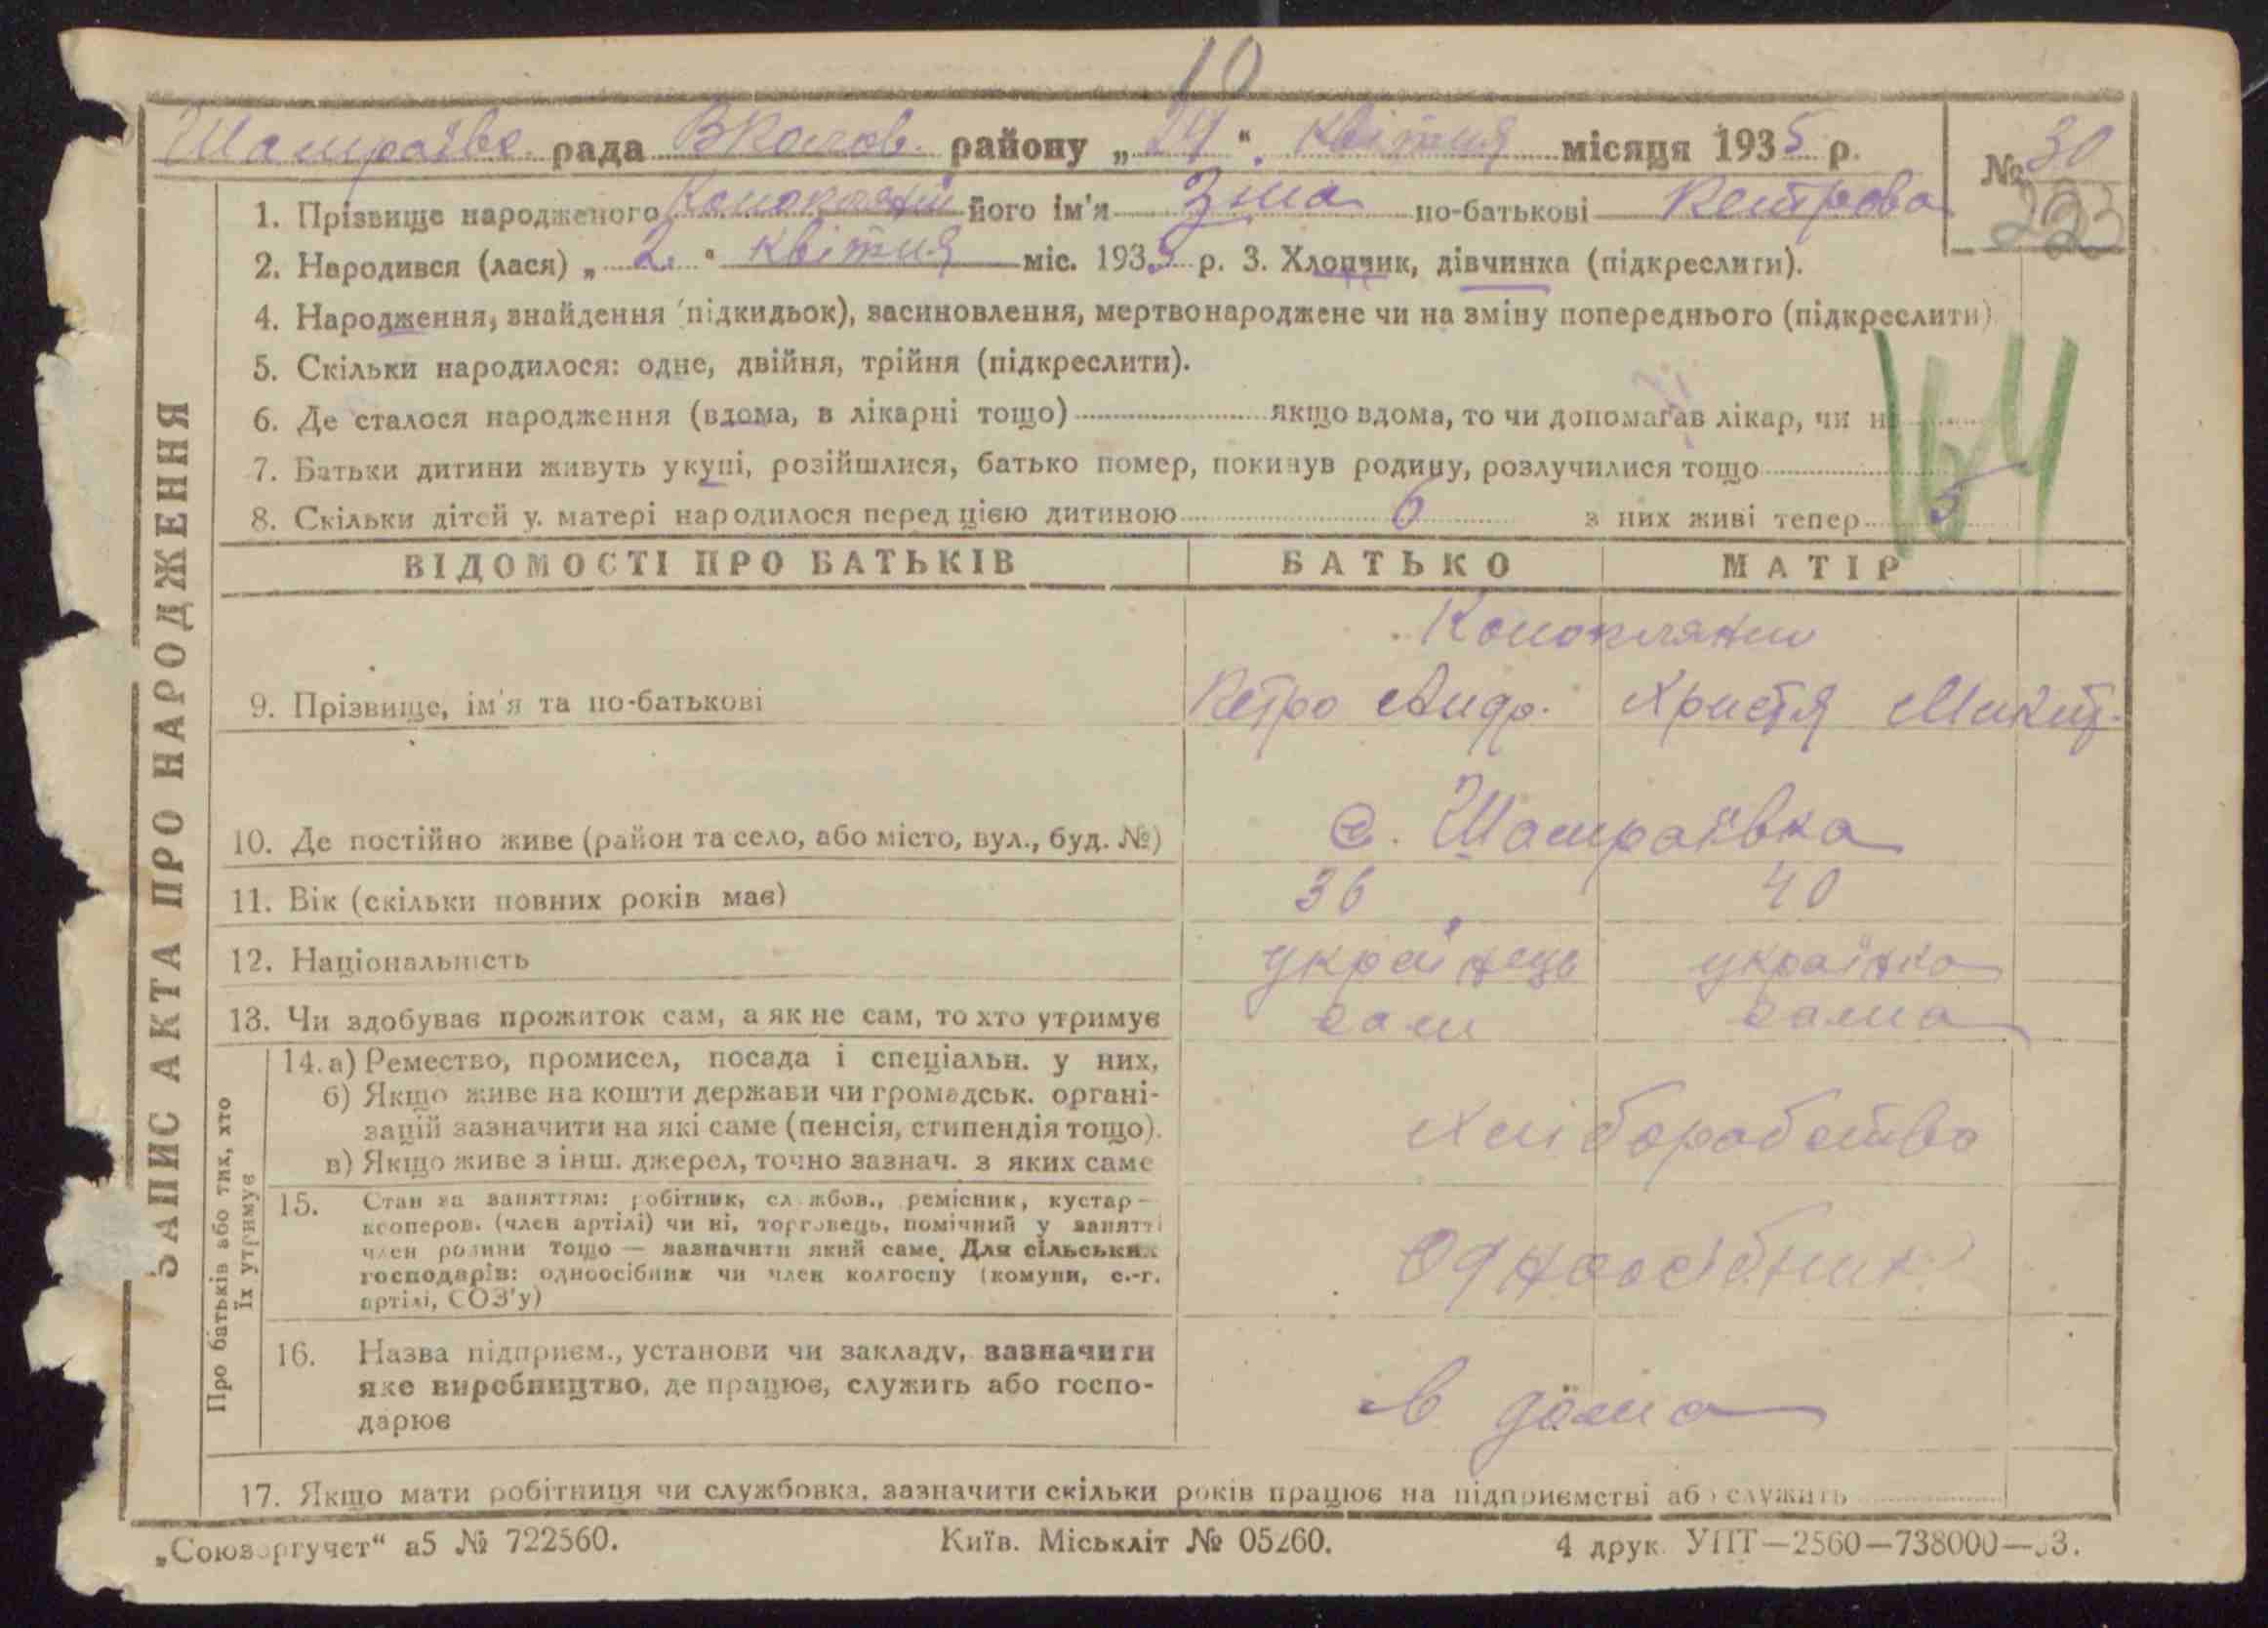 10
Шамраївс. рада В Полов. району „24“ квітня місяця 1935 р. № 30
223
1. Прізвище народженого Конопляний його ім'я Зіна по-батькові Петрова
2. Народився (лася) „2“ квітня міс. 1935 р. 3. Хлопчик, дівчинка (підкреслити).
4. Народження, знайдення (підкидьок), засиновлення, мертвонароджене чи на зміну попереднього (підкреслити)
5. Скільки народилося: одне, двійня, трійня (підкреслити).
6. Де сталося народження (вдома, в лікарні тощо) якщо вдома, то чи допомагав лікар, чи ні
7. Батьки дитини живуть укупі, розійшлися, батько помер, покинув родину, розлучилися тощо
8. Скільки дітей у. матері народилося перед цією дитиною 6 з них живі тепер 5
ВІДОМОСТІ ПРО БАТЬКІВ БАТЬКО МАТІР
Конопляни
9. Прізвище, ім'я та по-батькові Петро Андр. Христя Микит.
10. Де постійно живе (район та село, або місто, вул., буд. №) с. Шамраївка
11. Вік (скільки повних років має) 36 40
12. Національність українець українка
13. Чи здобуває прожиток сам, а як не сам, то хто утримує сам сама
14. а) Ремество, промисел, посада і спеціальн. у них,
б) Якщо живе на кошти держави чи громадськ. органі-
зацій зазначити на які саме (пенсія, стипендія тощо).
в) Якщо живе з інш. джерел, точно зазнач. з яких саме
Хліборобство
15. Стан за заняттям: робітник, службов., ремісник, кустар —
кооперов. (член артілі) чи ні, торговець, помічний у занятті
член родини тощо — зазначити який саме. Для сільських
господарів: одноосібник чи член колгоспу (комуни, с.-г.
артілі, СОЗ'у)
Одноосібник
16. Назва підприєм., установи чи закладу, зазначити
яке виробництво, де працює, служить або госпо-
дарює
в дома
17. Якщо мати робітниця чи службовка, зазначити скільки років працює на підприємстві або служить
ЗАПИС АКТА ПРО НАРОДЖЕННЯ
Про батьків або тих, хто
їх утримує
„Союзоргучет“ а5 № 722560. Київ. Міськліт № 05260. 4 друк. УПТ—2560—738000—33.